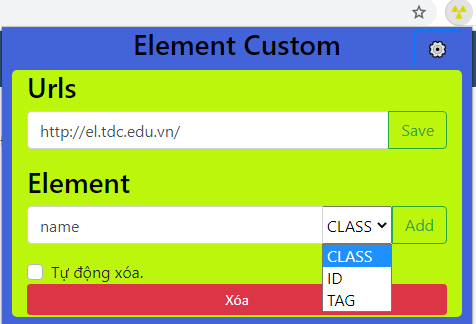 Element Custom
Urls
http://el.tdc.edu.vn/
Save
Element
name
CLASS
Add
CLASS
ID
TAG
Tự động xóa.
Xóa